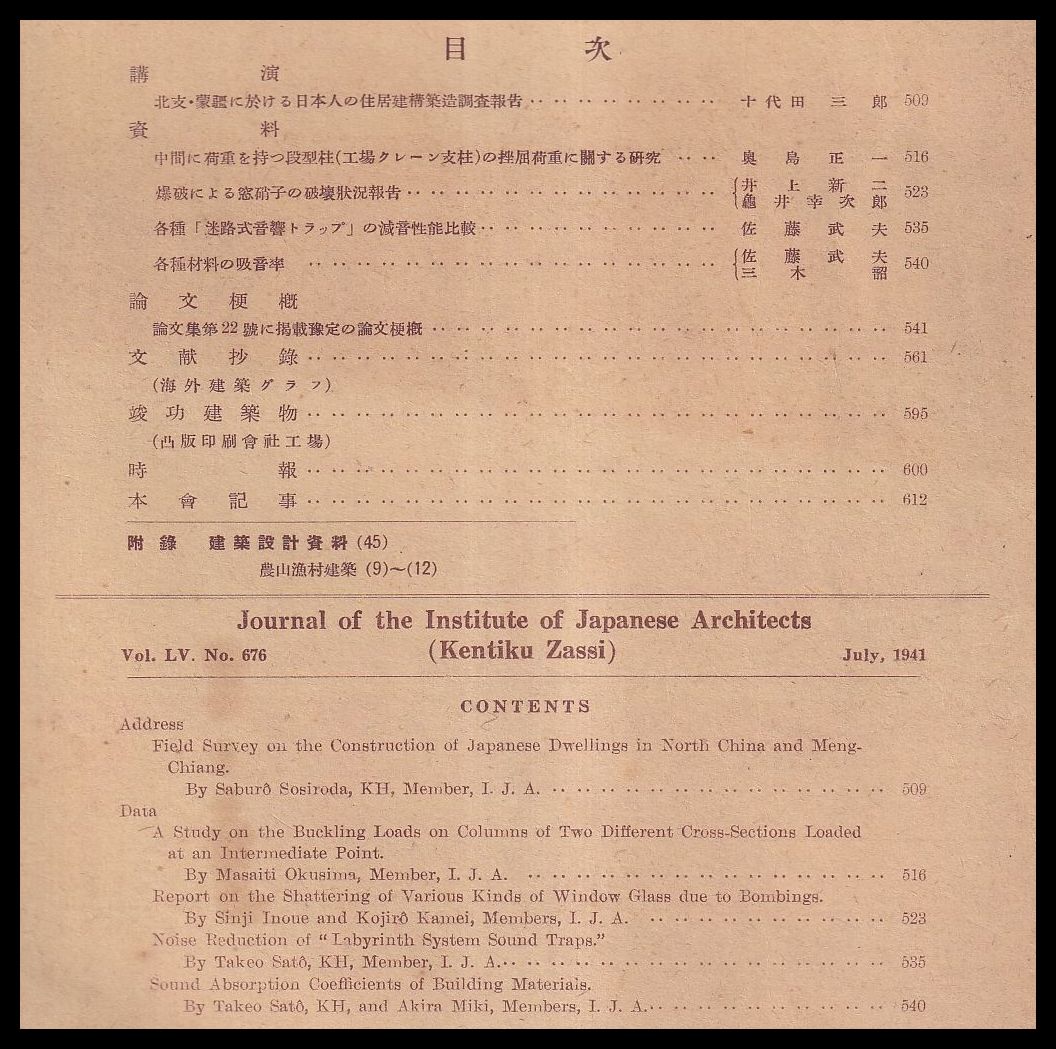 目 次
講 演
北支・蒙疆に於ける日本人の住居建構築造調査報告 ‥‥‥‥‥‥‥‥ 十代田 三 郎 509
資 料
中間に荷重を持つ段型柱(工場クレーン支柱)の挫屈荷重に關する研究 ‥‥ 奥島正一 516
爆破による窓硝子の破壞狀況報告 ‥‥‥‥‥‥‥‥‥‥‥‥ {井上新二 523
龜井幸次郎
各種「迷路式音響トラップ」の減音性能比較 ‥‥‥‥‥‥‥‥‥ 佐藤武夫 535
各種材料の吸音率 ‥‥‥‥‥‥‥‥‥‥‥‥‥‥‥ {佐藤武夫 540
三木 韶
論文梗槪
論文集第22號に掲載豫定の論文梗槪 ‥‥‥‥‥‥‥‥‥‥‥‥‥‥‥‥‥ 541
文献抄錄 ‥‥‥‥‥‥‥‥‥‥‥‥‥‥‥‥‥‥‥‥‥ 561
(海外建築グラフ)
竣功建築物 ‥‥‥‥‥‥‥‥‥‥‥‥‥‥‥‥‥‥‥‥‥ 595
(凸版印刷會社工場)
時 報 ‥‥‥‥‥‥‥‥‥‥‥‥‥‥‥‥‥‥‥‥‥ 600
本會記事 ‥‥‥‥‥‥‥‥‥‥‥‥‥‥‥‥‥‥‥‥‥ 612
附錄 建築設計資料 (45)
農山漁村建築 (9)~(12)
Journal of the Institute of Japanese Architects
(Kentiku Zassi)
Vol. LV. No. 676 July, 1941
CONTENTS
Address
Field Survey on the Construction of Japanese Dwellings in North China and Meng-
Chiang.
By Saburô Sosiroda, KH, Member, I. J. A. ‥‥‥‥‥‥‥‥‥‥‥‥ 509
Data
A Study on the Buckling Loads on Columns of Two Different Cross-Sections Loaded
at an Intermediate Point.
By Masaiti Okusima, Member, I. J. A. ‥‥‥‥‥‥‥‥‥‥‥‥‥ 516
Report on the Shattering of Various Kinds of Window Glass due to Bombings.
By Sinji Inoue and Kojirô Kamei, Members, I. J. A. ‥‥‥‥‥‥‥‥ 523
Noise Reduction of “Labyrinth System Sound Traps.”
By Takeo Satô, KH, Member, I. J. A. ‥‥‥‥‥‥‥‥‥‥‥‥‥ 535
Sound Absorption Coefficients of Building Materials.
By Takeo Satô, KH, and Akira Miki, Members, I. J. A. ‥‥‥‥‥‥‥‥ 540